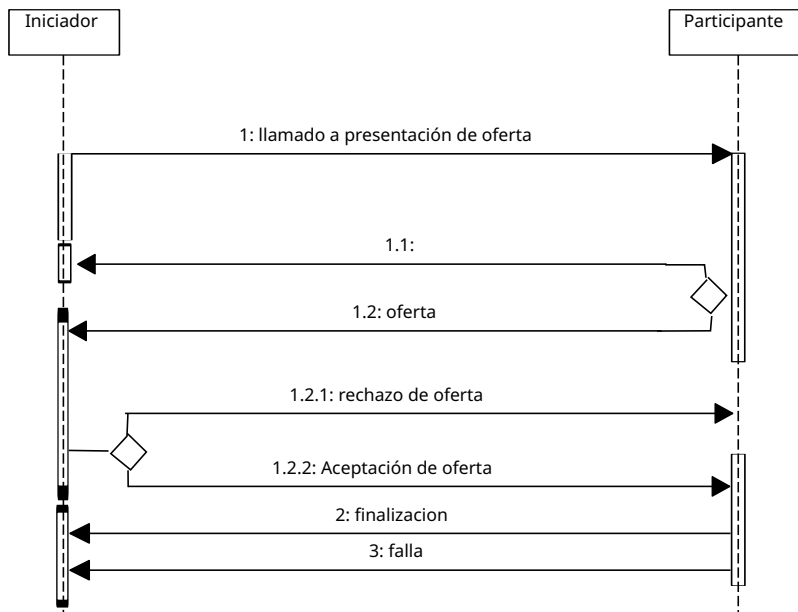 Iniciador
Participante
1: llamado a presentación de oferta
1.1:
1.2: oferta
1.2.1: rechazo de oferta
1.2.2: Aceptación de oferta
2: finalizacion
3: falla